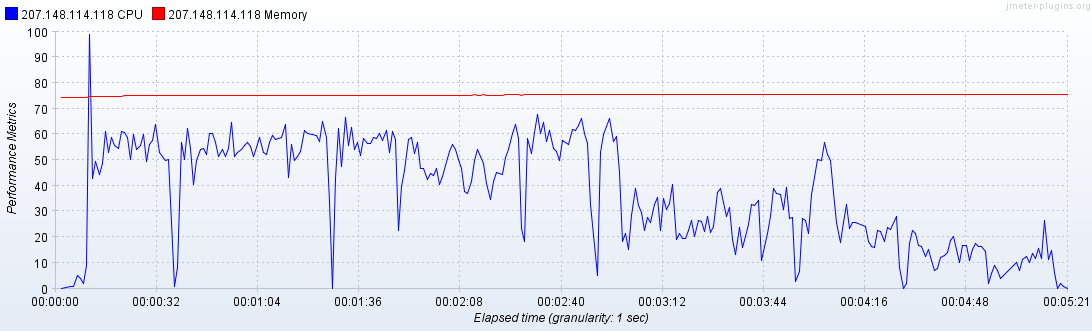 207.148.114.118 CPU 207.148.114.118 Memory
jmeter-plugins.org
100
90
80
70
60
50
40
30
20
10
0
Performance Metrics
00:00:00 00:00:32 00:01:04 00:01:36 00:02:08 00:02:40 00:03:12 00:03:44 00:04:16 00:04:48 00:05:21
Elapsed time (granularity: 1 sec)